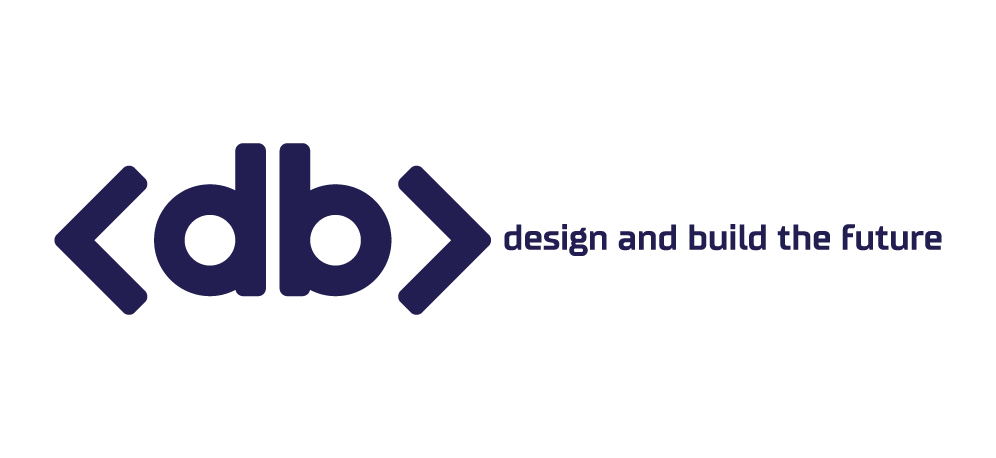 <db>
design and build the future